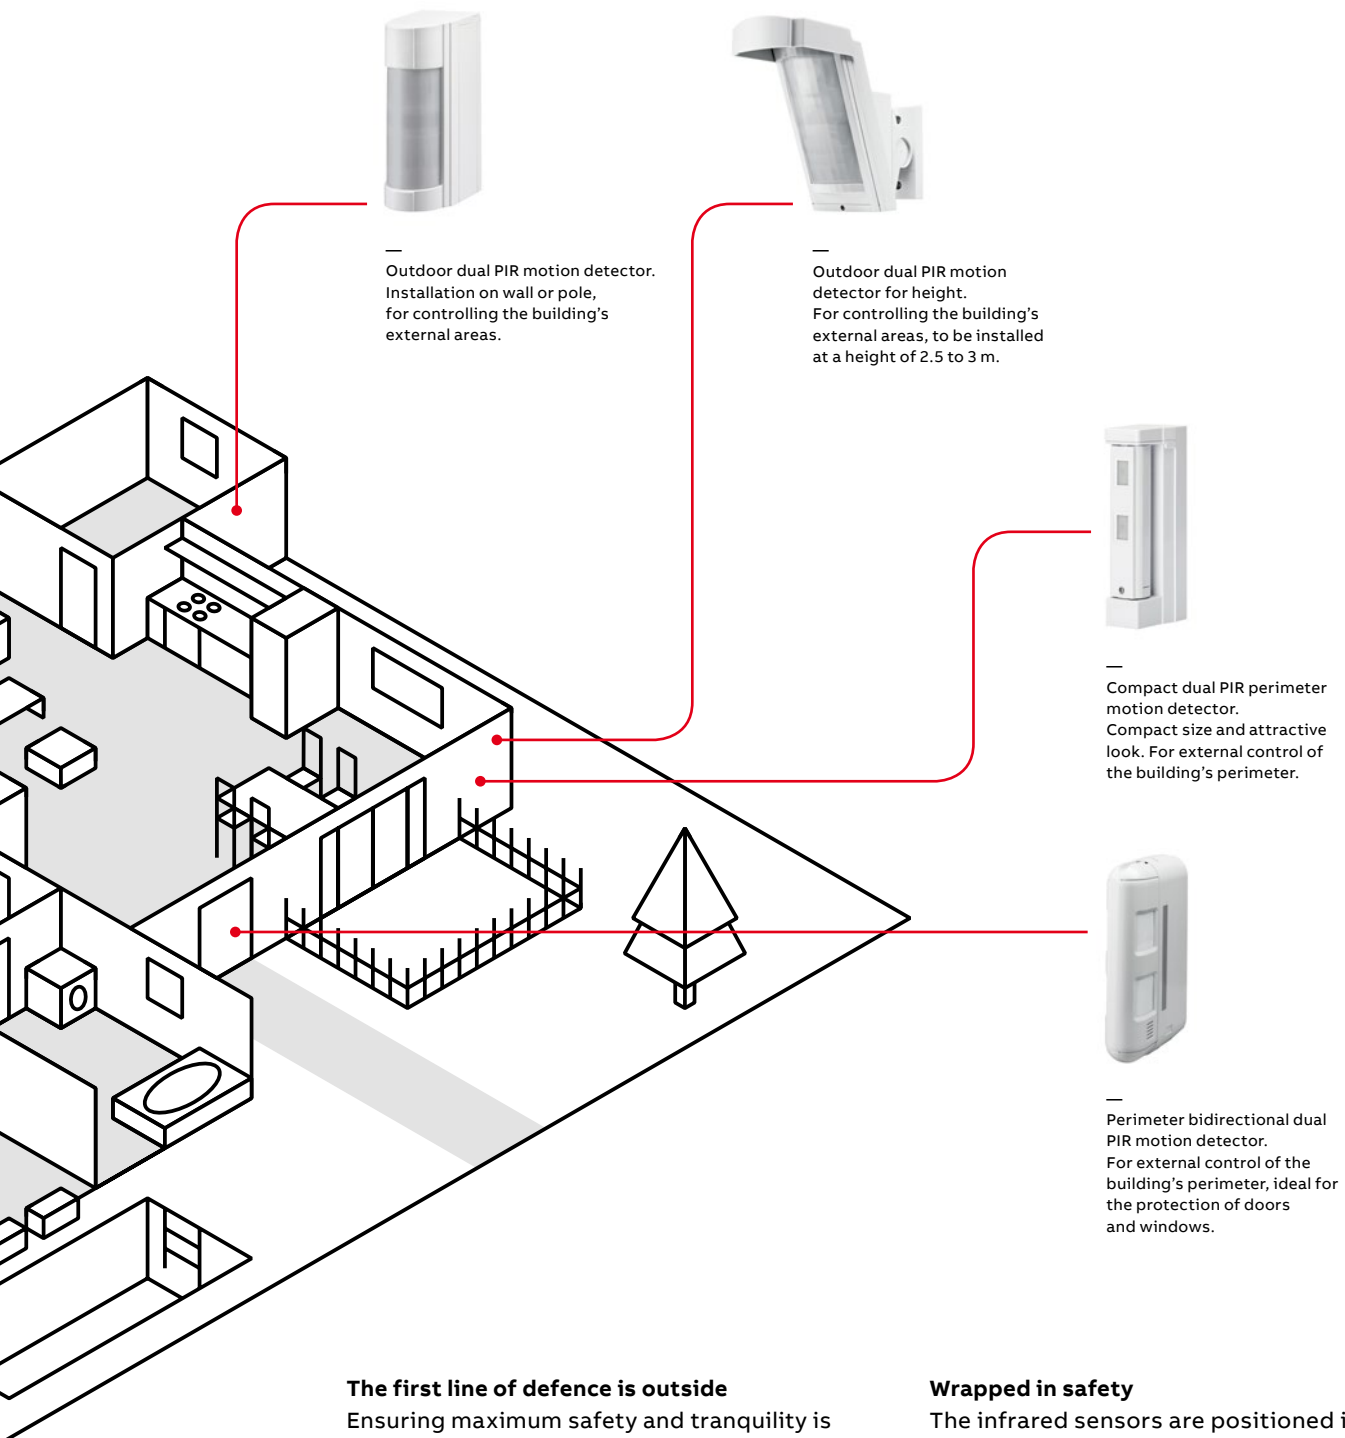 —
Outdoor dual PIR motion detector.
Installation on wall or pole,
for controlling the building's
external areas.
—
Outdoor dual PIR motion
detector for height.
For controlling the building's
external areas, to be installed
at a height of 2.5 to 3 m.
—
Compact dual PIR perimeter
motion detector.
Compact size and attractive
look. For external control of
the building's perimeter.
—
Perimeter bidirectional dual
PIR motion detector.
For external control of the
building's perimeter, ideal for
the protection of doors
and windows.
The first line of defence is outside
Ensuring maximum safety and tranquility is
Wrapped in safety
The infrared sensors are positioned